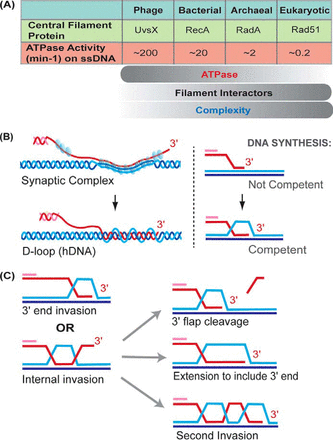 (A)
Phage Bacterial Archaeal Eukaryotic
Central Filament Protein UvsX RecA RadA Rad51
ATPase Activity (min-1) on ssDNA ~200 ~20 ~2 ~0.2
ATPase
Filament Interactors
Complexity
(B)
DNA SYNTHESIS:
3'
3'
Synaptic Complex
Not Competent
3'
3'
D-loop (hDNA)
Competent
(C)
3'
3'
3' end invasion
3' flap cleavage
OR
3'
3'
Internal invasion
Extension to include 3' end
3'
Second Invasion